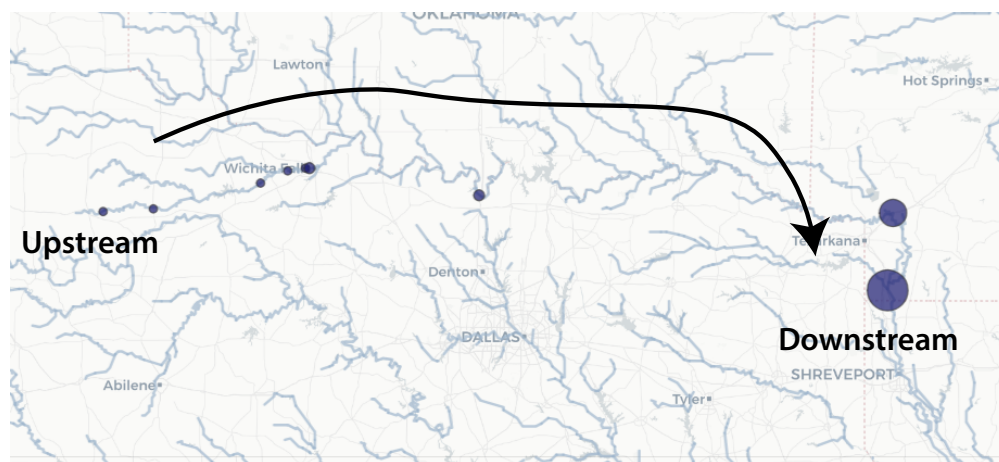 OKLAHOMA
Lawton
Hot Springs
Wichita Falls
Upstream
Texarkana
Denton
DALLAS
Downstream
SHREVEPORT
Abilene
Tyler